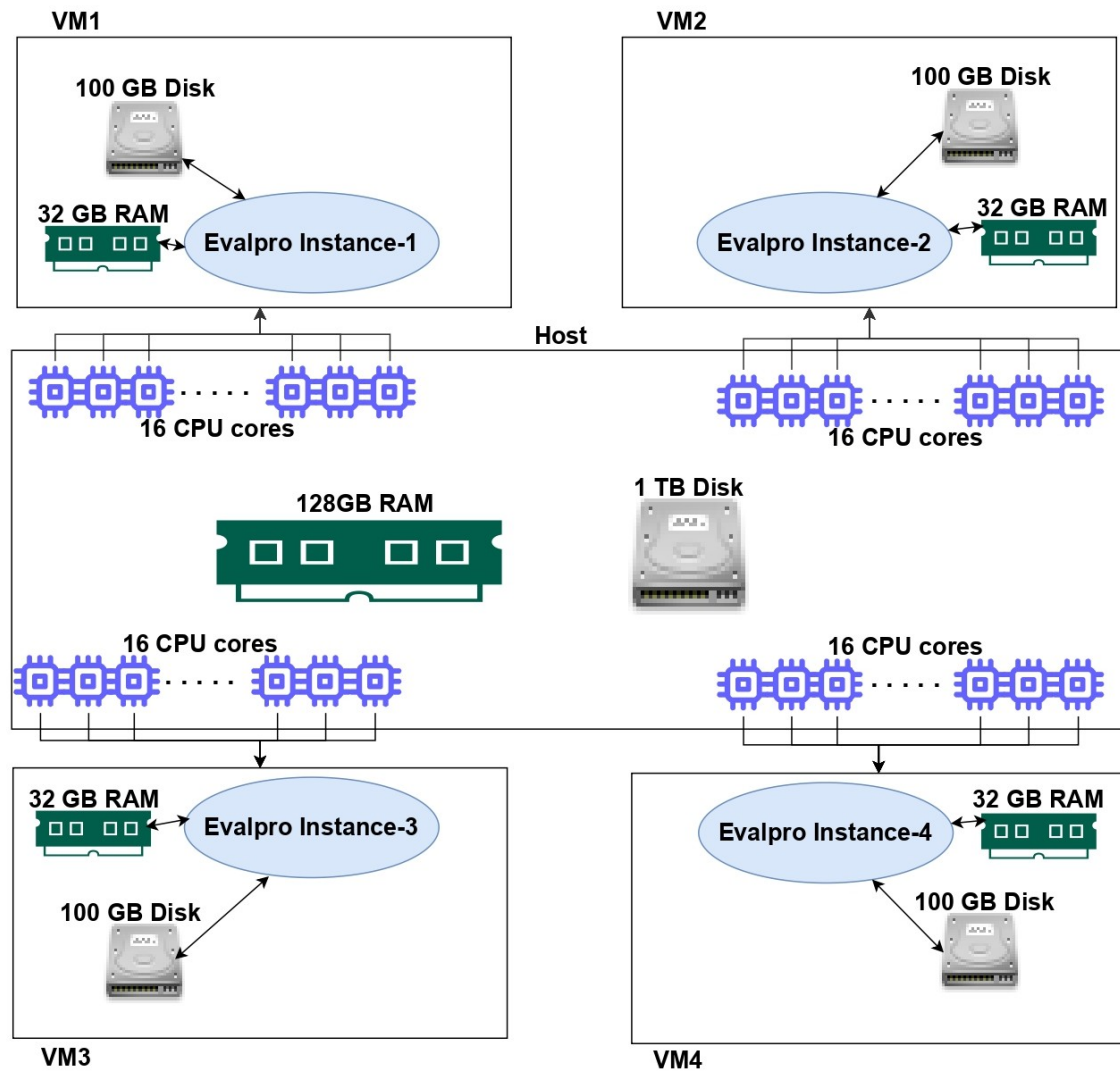 VM1
VM2
100 GB Disk
100 GB Disk
32 GB RAM
32 GB RAM
Evalpro Instance-1
Evalpro Instance-2
Host
16 CPU cores
16 CPU cores
128GB RAM
1 TB Disk
16 CPU cores
16 CPU cores
32 GB RAM
32 GB RAM
Evalpro Instance-3
Evalpro Instance-4
100 GB Disk
100 GB Disk
VM3
VM4